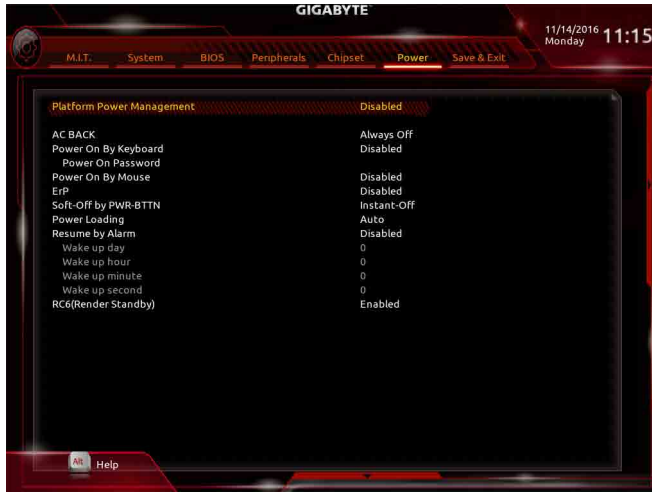 GIGABYTE
11/14/2016 Monday 11:15
M.I.T. System BIOS Peripherals Chipset Power Save & Exit
Platform Power Management Disabled
AC BACK Always Off
Power On By Keyboard Disabled
Power On Password
Power On By Mouse Disabled
ErP Disabled
Soft-Off by PWR-BTTN Instant-Off
Power Loading Auto
Resume by Alarm Disabled
Wake up day 0
Wake up hour 0
Wake up minute 0
Wake up second 0
RC6(Render Standby) Enabled
Alt Help